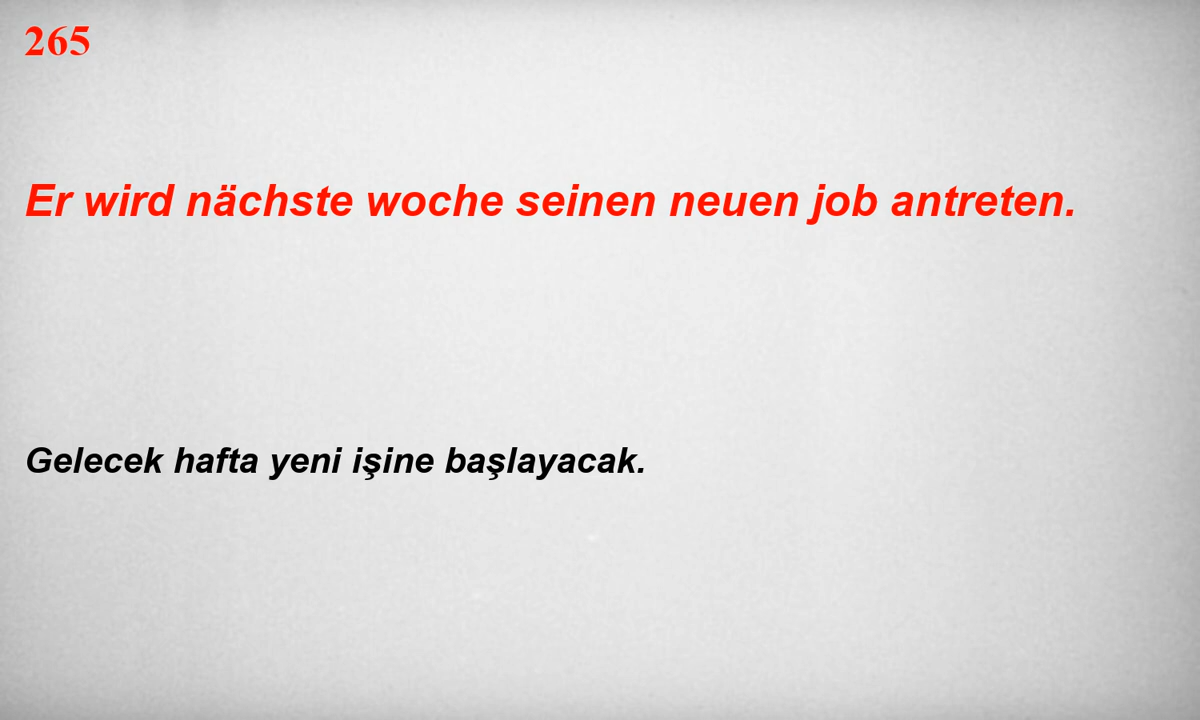 265
Er wird nächste woche seinen neuen job antreten.
Gelecek hafta yeni işine başlayacak.